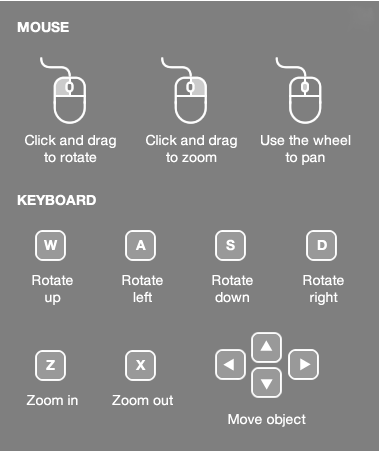 MOUSE
Click and drag to rotate
Click and drag to zoom
Use the wheel to pan
KEYBOARD
W
A
S
D
Rotate up
Rotate left
Rotate down
Rotate right
Z
X
Zoom in
Zoom out
Move object